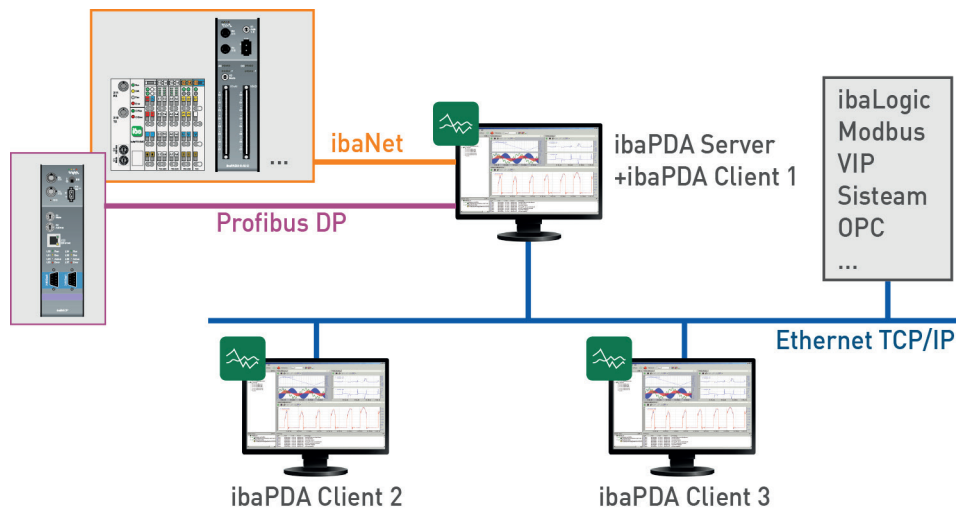 ibaNet
ibaPDA Server
+ibaPDA Client 1
Profibus DP
ibaLogic
Modbus
VIP
Sisteam
OPC
...
Ethernet TCP/IP
ibaPDA Client 2
ibaPDA Client 3